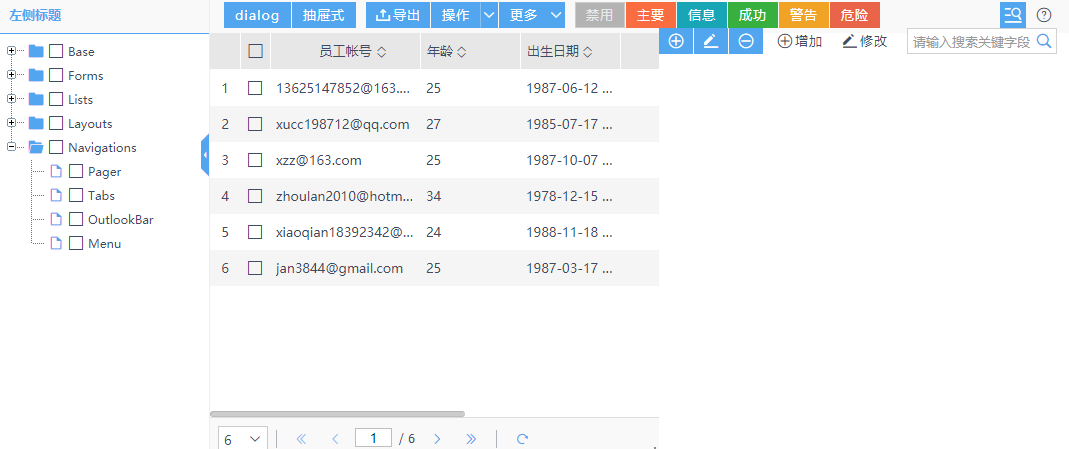 左侧标题
dialog 抽屉式 导出 操作 更多 禁用 主要 信息 成功 警告 危险
Base
Forms
Lists
Layouts
Navigations
Pager
Tabs
OutlookBar
Menu
员工帐号 年龄 出生日期
1 13625147852@163.... 25 1987-06-12 ...
2 xucc198712@qq.com 27 1985-07-17 ...
3 xzz@163.com 25 1987-10-07 ...
4 zhoulan2010@hotm... 34 1978-12-15 ...
5 xiaoqian18392342@... 24 1988-11-18 ...
6 jan3844@gmail.com 25 1987-03-17 ...
增加 修改 请输入搜索关键字段
6 1 / 6